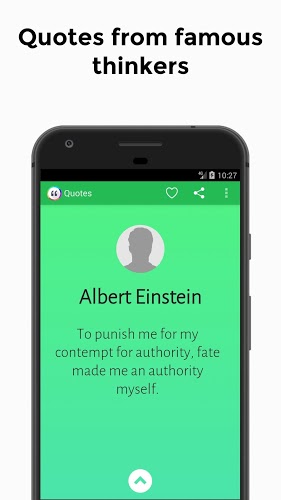 Quotes from famous
thinkers
10:27
Quotes
Albert Einstein
To punish me for my
contempt for authority, fate
made me an authority
myself.